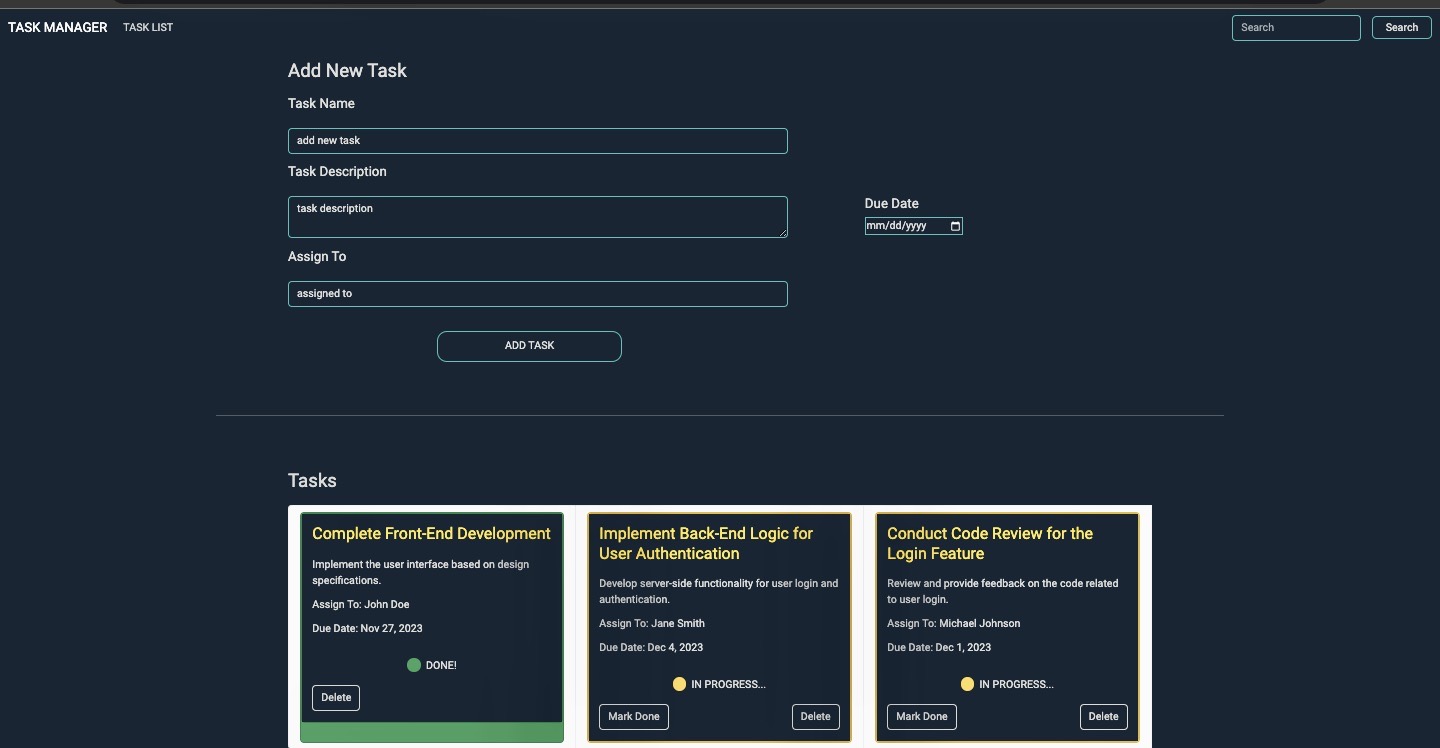 TASK MANAGER TASK LIST Search Search
Add New Task
Task Name
add new task
Task Description
task description
Due Date
mm/dd/yyyy
Assign To
assigned to
ADD TASK
Tasks
Complete Front-End Development
Implement the user interface based on design
specifications.
Assign To: John Doe
Due Date: Nov 27, 2023
DONE!
Delete
Implement Back-End Logic for
User Authentication
Develop server-side functionality for user login and
authentication.
Assign To: Jane Smith
Due Date: Dec 4, 2023
IN PROGRESS...
Mark Done Delete
Conduct Code Review for the
Login Feature
Review and provide feedback on the code related
to user login.
Assign To: Michael Johnson
Due Date: Dec 1, 2023
IN PROGRESS...
Mark Done Delete